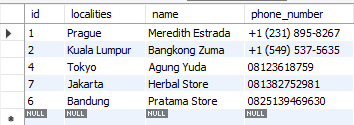 id localities name phone_number
1 Prague Meredith Estrada +1 (231) 895-8267
2 Kuala Lumpur Bangkong Zuma +1 (549) 537-5635
4 Tokyo Agung Yuda 08123618759
7 Jakarta Herbal Store 081382752981
6 Bandung Pratama Store 0825139469630
NULL NULL NULL NULL